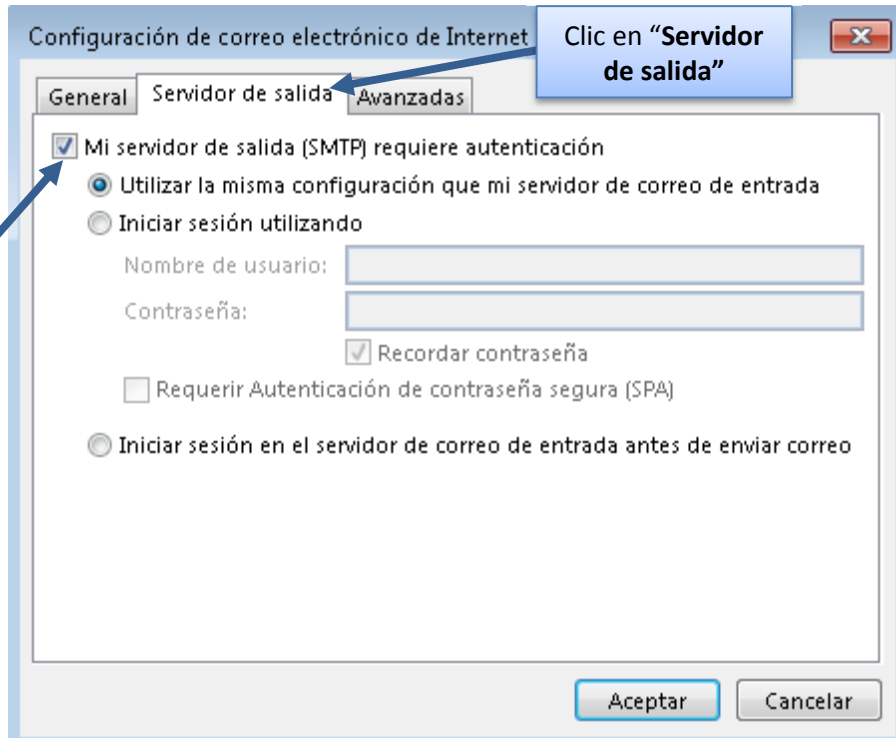 Configuración de correo electrónico de Internet
Clic en “Servidor
de salida”
General
Servidor de salida
Avanzadas
Mi servidor de salida (SMTP) requiere autenticación
Utilizar la misma configuración que mi servidor de correo de entrada
Iniciar sesión utilizando
Nombre de usuario:
Contraseña:
Recordar contraseña
Requerir Autenticación de contraseña segura (SPA)
Iniciar sesión en el servidor de correo de entrada antes de enviar correo
Aceptar
Cancelar